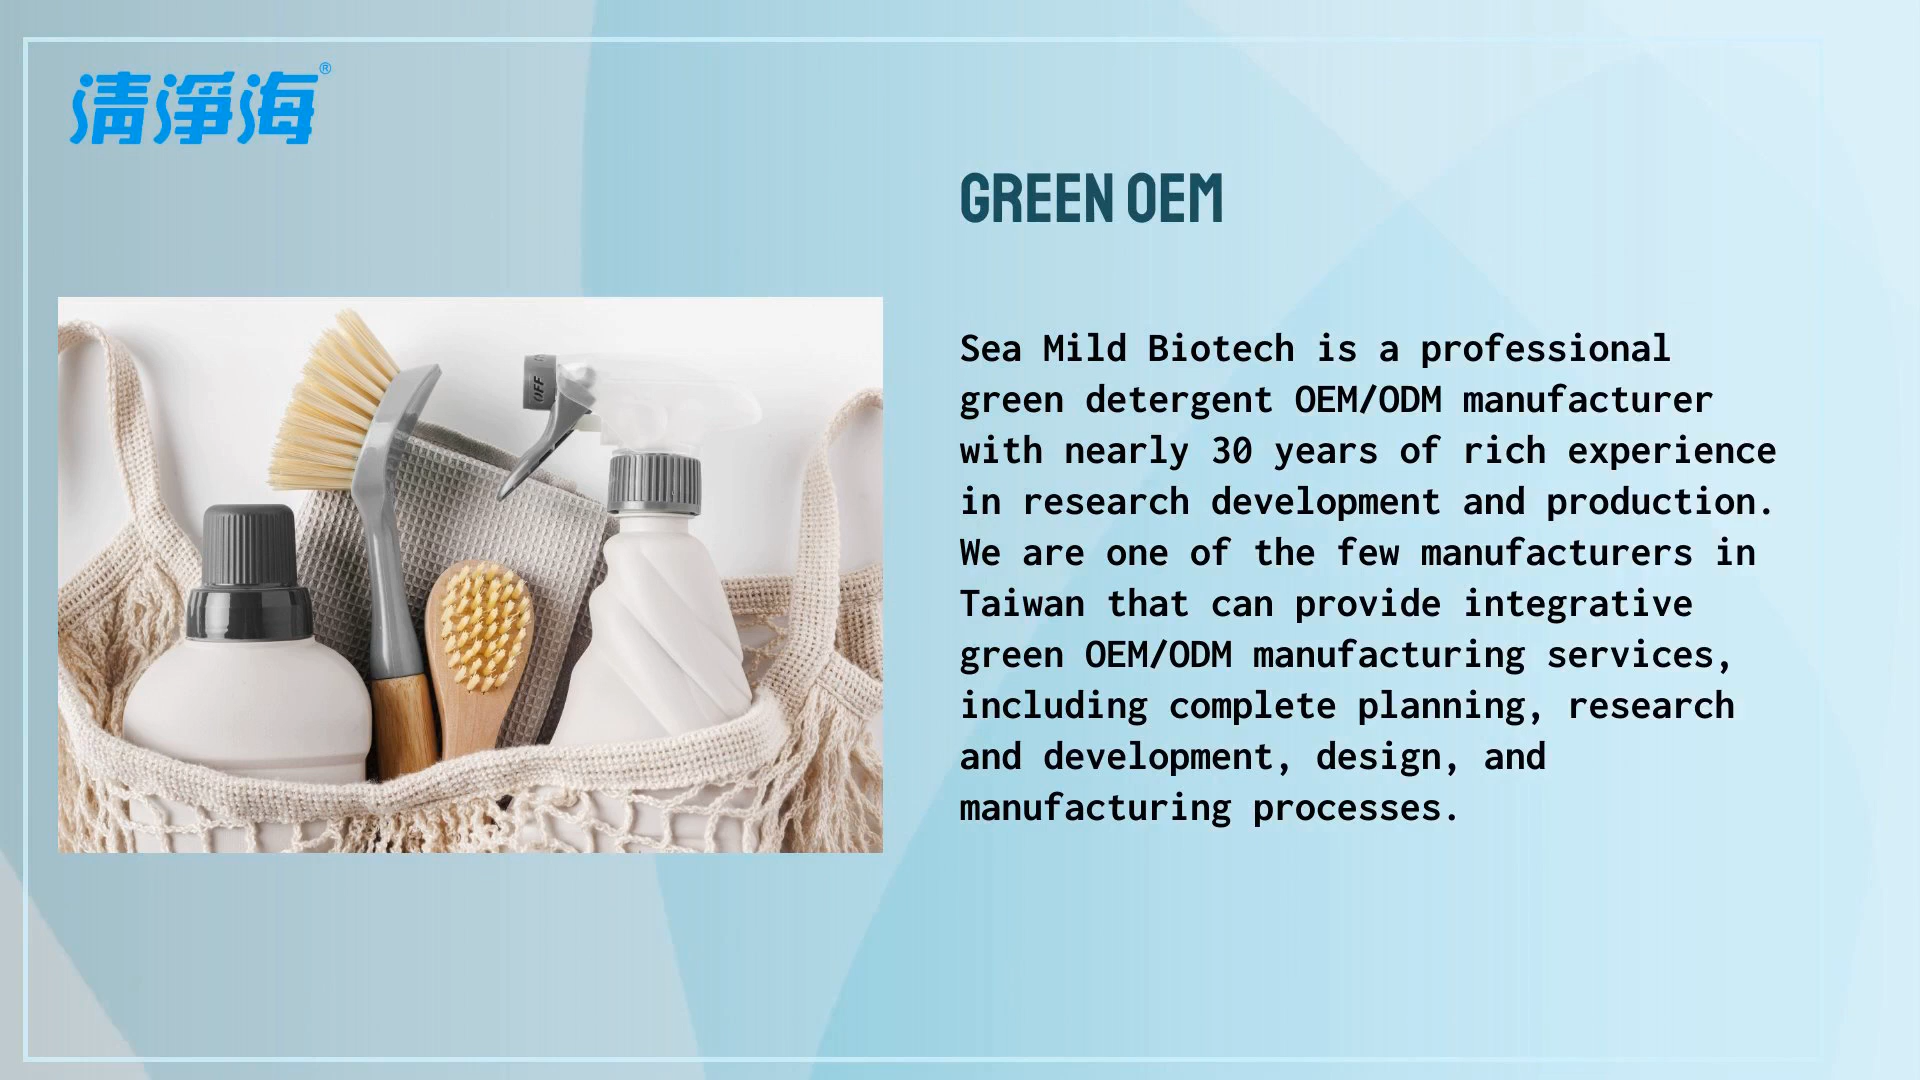 清淨海®
GREEN OEM
OFF
Sea Mild Biotech is a professional
green detergent OEM/ODM manufacturer
with nearly 30 years of rich experience
in research development and production.
We are one of the few manufacturers in
Taiwan that can provide integrative
green OEM/ODM manufacturing services,
including complete planning, research
and development, design, and
manufacturing processes.